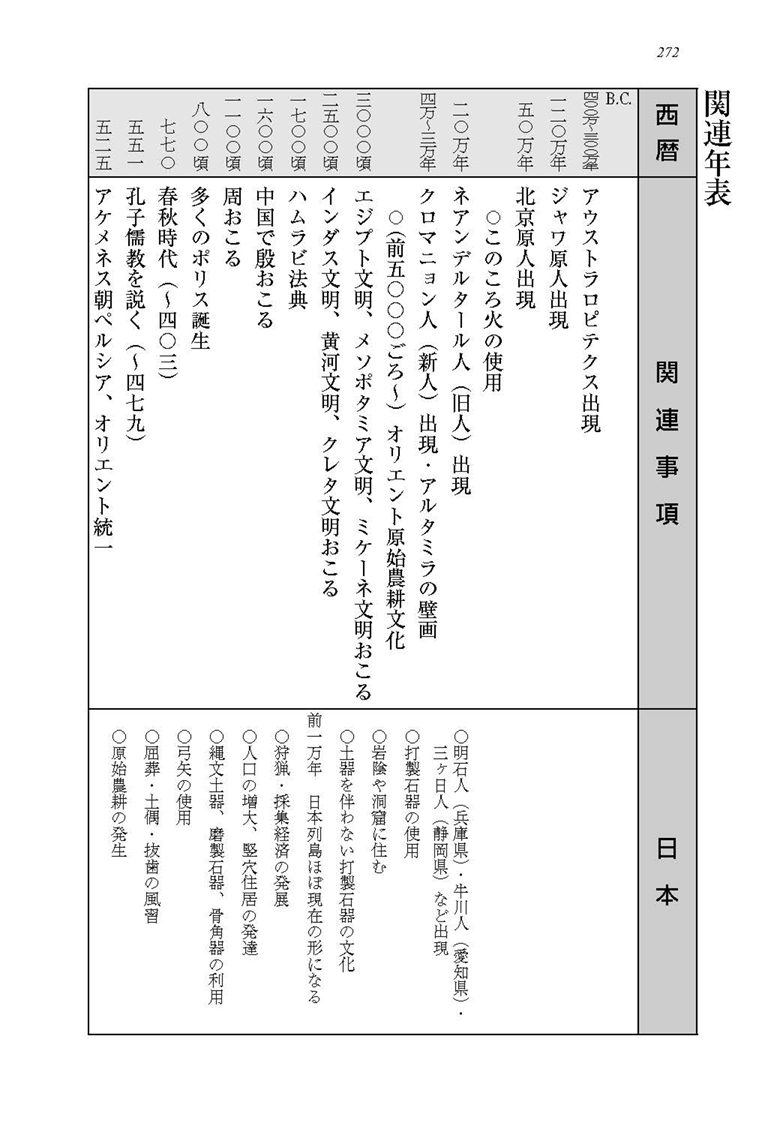 272
関連年表
西暦
関連事項
日本
B.C.
四〇〇万~三〇〇万年
アウストラロピテクス出現
一二〇万年
ジャワ原人出現
五〇万年
北京原人出現
○このころ火の使用
二〇万年
ネアンデルタール人（旧人）出現
四万~三万年
クロマニョン人（新人）出現・アルタミラの壁画
○（前五〇〇〇ごろ~）オリエント原始農耕文化
三〇〇〇頃
エジプト文明、メソポタミア文明、ミケーネ文明おこる
二五〇〇頃
インダス文明、黄河文明、クレタ文明おこる
一七〇〇頃
ハムラビ法典
一六〇〇頃
中国で殷おこる
一一〇〇頃
周おこる
八〇〇頃
多くのポリス誕生
七七〇
春秋時代（~四〇三）
五五一
孔子儒教を説く（~四七九）
五二五
アケメネス朝ペルシア、オリエント統一
○明石人（兵庫県）・牛川人（愛知県）・
三ヶ日人（静岡県）など出現
○打製石器の使用
○岩陰や洞窟に住む
○土器を伴わない打製石器の文化
前一万年　日本列島ほぼ現在の形になる
○狩猟・採集経済の発展
○人口の増大、竪穴住居の発達
○縄文土器、磨製石器、骨角器の利用
○弓矢の使用
○屈葬・土偶・抜歯の風習
○原始農耕の発生